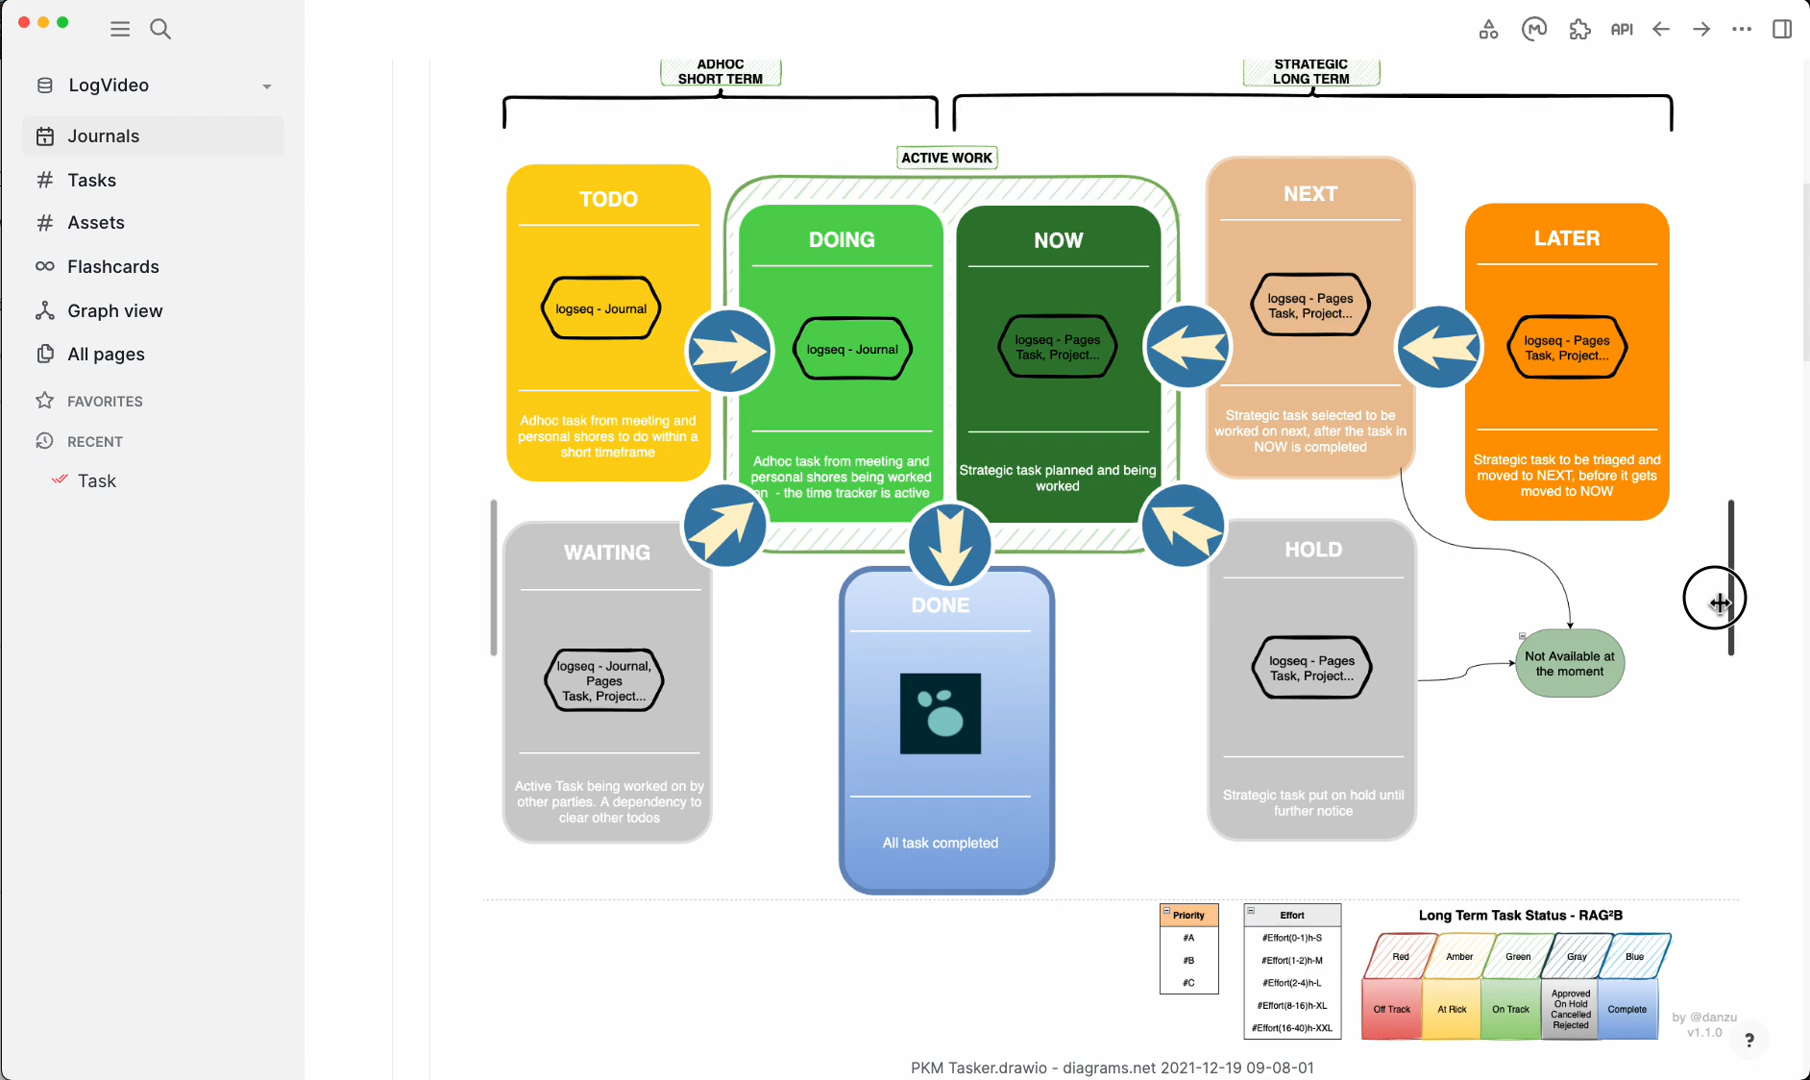 API
LogVideo
Journals
Tasks
Assets
Flashcards
Graph view
All pages
FAVORITES
RECENT
Task
ADHOC
SHORT TERM
STRATEGIC
LONG TERM
ACTIVE WORK
TODO
logseq - Journal
Adhoc task from meeting and
personal shores to do within a
short timeframe
DOING
logseq - Journal
Adhoc task from meeting and
personal shores being worked
on - the time tracker is active
NOW
logseq - Pages
Task, Project...
Strategic task planned and being
worked
NEXT
logseq - Pages
Task, Project...
Strategic task selected to be
worked on next, after the task in
NOW is completed
LATER
logseq - Pages
Task, Project...
Strategic task to be triaged and
moved to NEXT, before it gets
moved to NOW
WAITING
logseq - Journal,
Pages
Task, Project...
Active Task being worked on by
other parties. A dependency to
clear other todos
DONE
All task completed
HOLD
logseq - Pages
Task, Project...
Strategic task put on hold until
further notice
Not Available at
the moment
Priority
#A
#B
#C
Effort
#Effort(0-1)h-S
#Effort(1-2)h-M
#Effort(2-4)h-L
#Effort(8-16)h-XL
#Effort(16-40)h-XXL
Long Term Task Status - RAG²B
Red
Amber
Green
Gray
Blue
Off Track
At Rick
On Track
Approved
On Hold
Cancelled
Rejected
Complete
by @danzu
v1.1.0
?
PKM Tasker.drawio - diagrams.net 2021-12-19 09-08-01